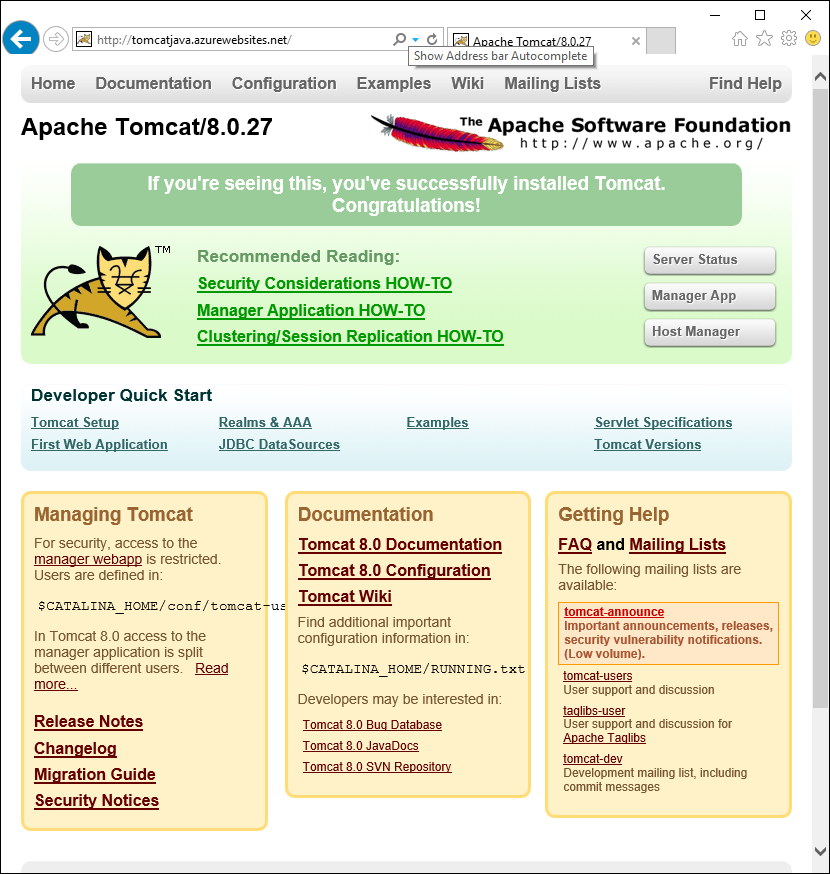 http://tomcatjava.azurewebsites.net/
Apache Tomcat/8.0.27
Show Address bar Autocomplete
Home Documentation Configuration Examples Wiki Mailing Lists Find Help
Apache Tomcat/8.0.27
The Apache Software Foundation
http://www.apache.org/
If you're seeing this, you've successfully installed Tomcat.
Congratulations!
TM
Recommended Reading:
Security Considerations HOW-TO
Manager Application HOW-TO
Clustering/Session Replication HOW-TO
Server Status
Manager App
Host Manager
Developer Quick Start
Tomcat Setup
First Web Application
Realms & AAA
JDBC DataSources
Examples
Servlet Specifications
Tomcat Versions
Managing Tomcat
For security, access to the
manager webapp is restricted.
Users are defined in:
$CATALINA_HOME/conf/tomcat-us
In Tomcat 8.0 access to the
manager application is split
between different users. Read
more...
Release Notes
Changelog
Migration Guide
Security Notices
Documentation
Tomcat 8.0 Documentation
Tomcat 8.0 Configuration
Tomcat Wiki
Find additional important
configuration information in:
$CATALINA_HOME/RUNNING.txt
Developers may be interested in:
Tomcat 8.0 Bug Database
Tomcat 8.0 JavaDocs
Tomcat 8.0 SVN Repository
Getting Help
FAQ and Mailing Lists
The following mailing lists are
available:
tomcat-announce
Important announcements, releases,
security vulnerability notifications.
(Low volume).
tomcat-users
User support and discussion
taglibs-user
User support and discussion for
Apache Taglibs
tomcat-dev
Development mailing list, including
commit messages